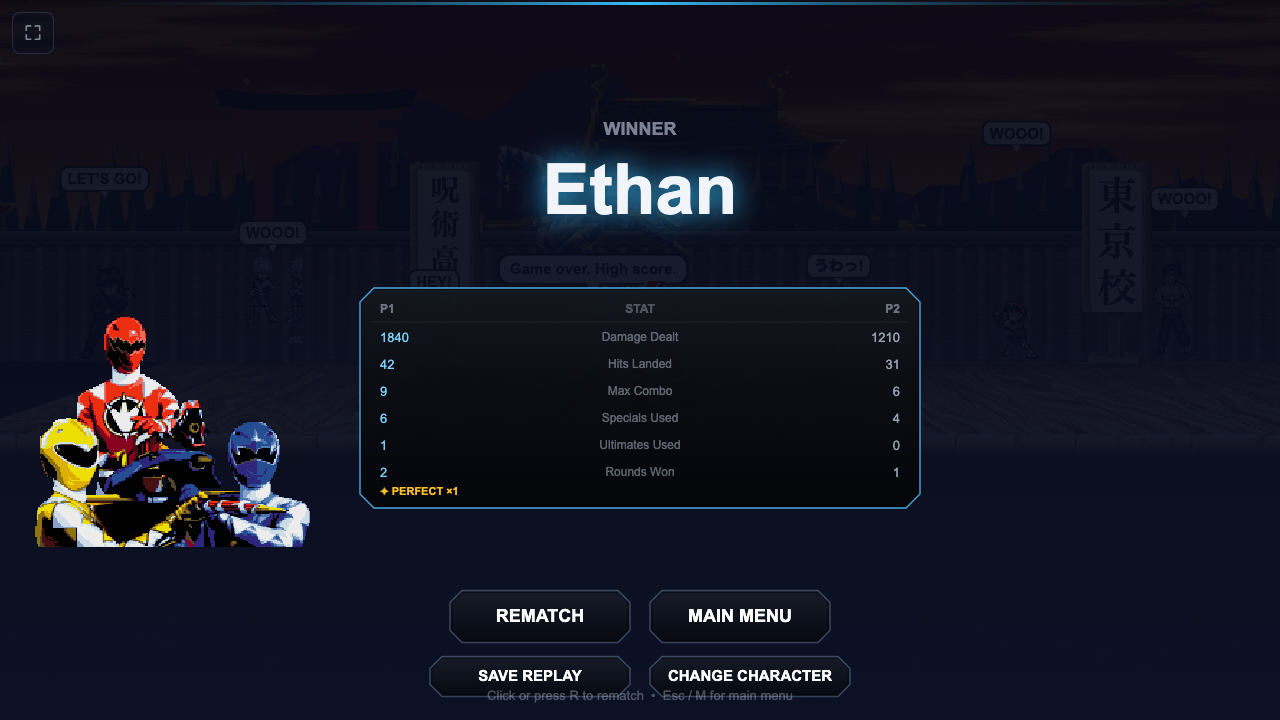 WINNER
Ethan
WOOO!
LET'S GO!
WOOO!
WOOO!
呪術高
東京校
HEY!
Game over. High score.
うわっ!
P1 STAT P2
1840 Damage Dealt 1210
42 Hits Landed 31
9 Max Combo 6
6 Specials Used 4
1 Ultimates Used 0
2 Rounds Won 1
✦ PERFECT ×1
REMATCH
MAIN MENU
SAVE REPLAY
CHANGE CHARACTER
Click or press R to rematch • Esc / M for main menu